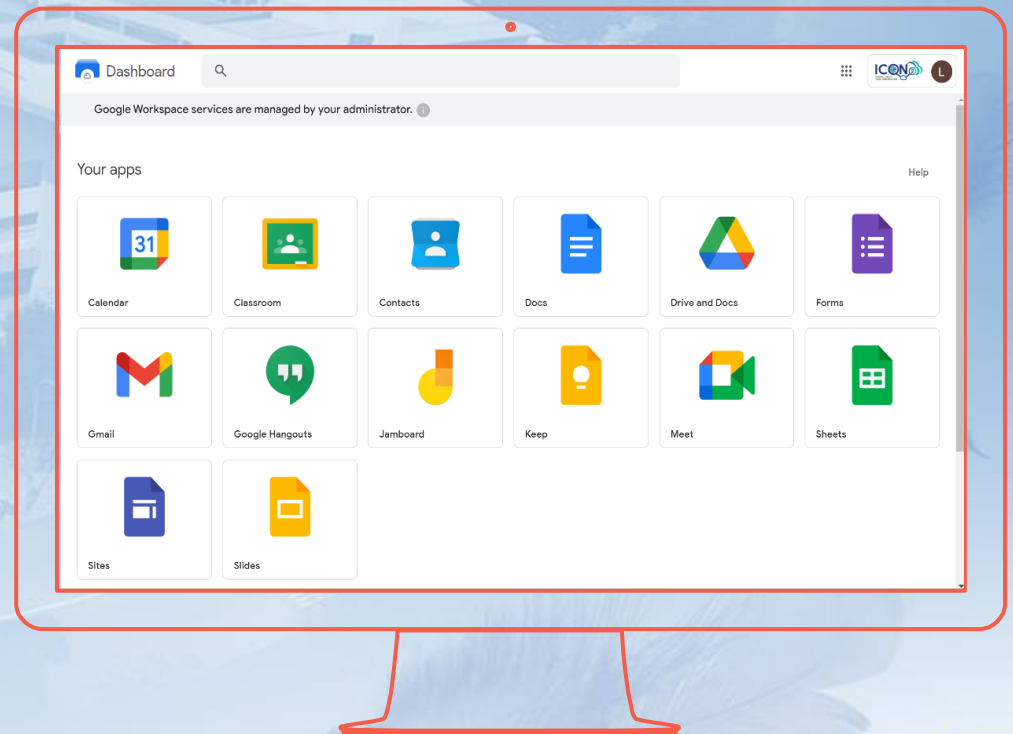 Dashboard
ICON
L
Google Workspace services are managed by your administrator.
Your apps
Help
31
Calendar
Classroom
Contacts
Docs
Drive and Docs
Forms
Gmail
Google Hangouts
Jamboard
Keep
Meet
Sheets
Sites
Slides